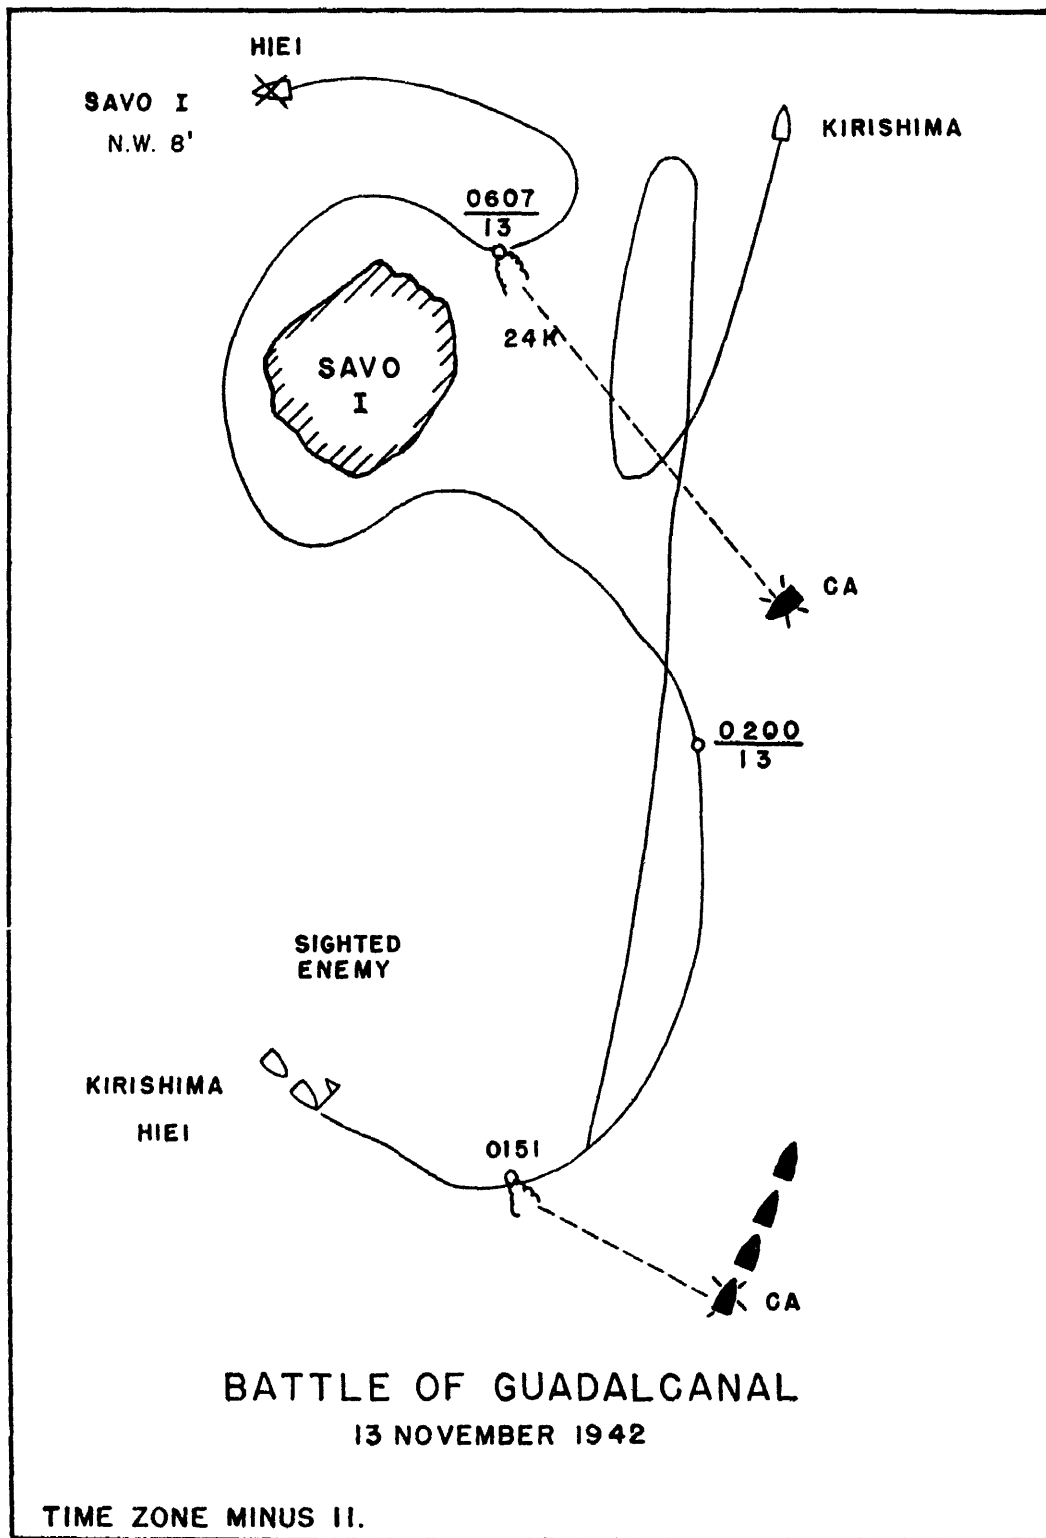 HIEI
SAVO I
N.W. 8'
KIRISHIMA
0607
13
24K
SAVO
I
CA
0200
13
SIGHTED
ENEMY
KIRISHIMA
HIEI
0151
CA
BATTLE OF GUADALCANAL
13 NOVEMBER 1942
TIME ZONE MINUS 11.